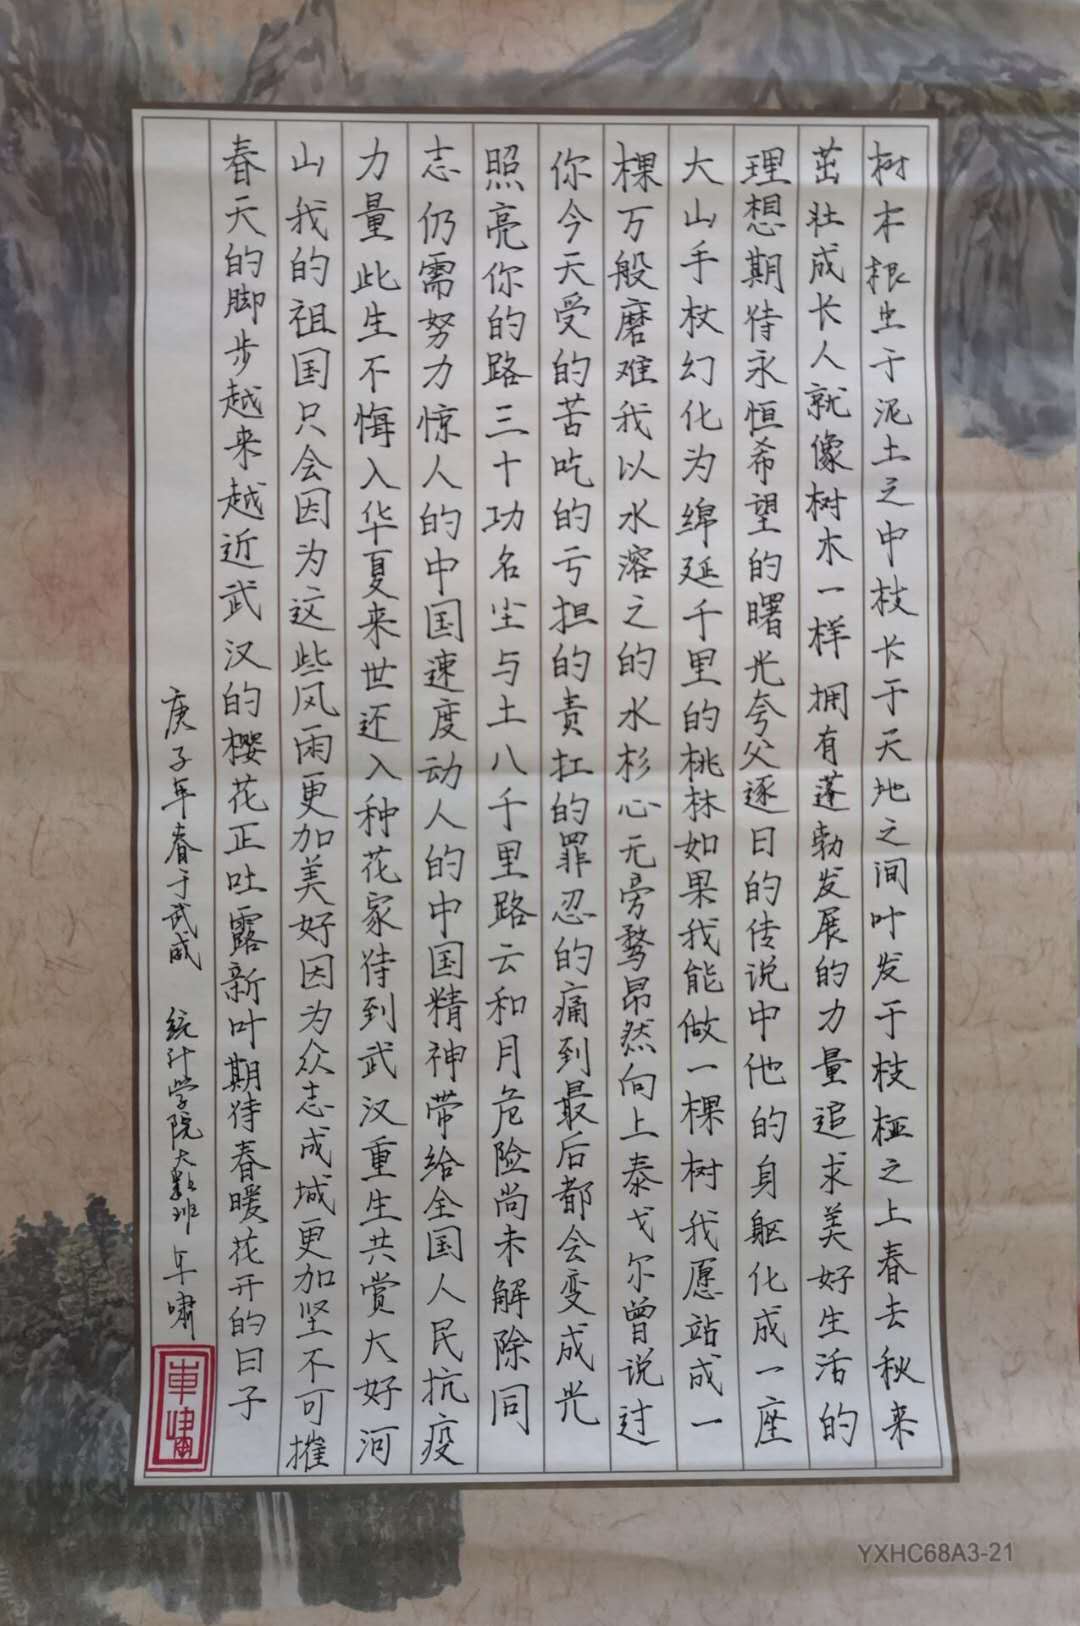 树木根生于泥土之中枝长于天地之间叶发于枝桠之上春去秋来
茁壮成长人就像树木一样拥有蓬勃发展的力量追求美好生活的
理想期待永恒希望的曙光夸父逐日的传说中他的身躯化成一座
大山手杖幻化为绵延千里的桃林如果我能做一棵树我愿站成一
棵万般磨难我以水溶之的水杉心无旁骛昂然向上泰戈尔曾说过
你今天受的苦吃的亏担的责扛的罪忍的痛到最后都会变成光
照亮你的路三十功名尘与土八千里路云和月危险尚未解除同
志仍需努力惊人的中国速度动人的中国精神带给全国人民抗疫
力量此生不悔入华夏来世还入种花家待到武汉重生共赏大好河
山我的祖国只会因为这些风雨更加美好因为众志成城更加坚不可摧
春天的脚步越来越近武汉的樱花正吐露新叶期待春暖花开的日子
庚子年春于武威 统计学院大数据班 车啸
YXHC68A3-21